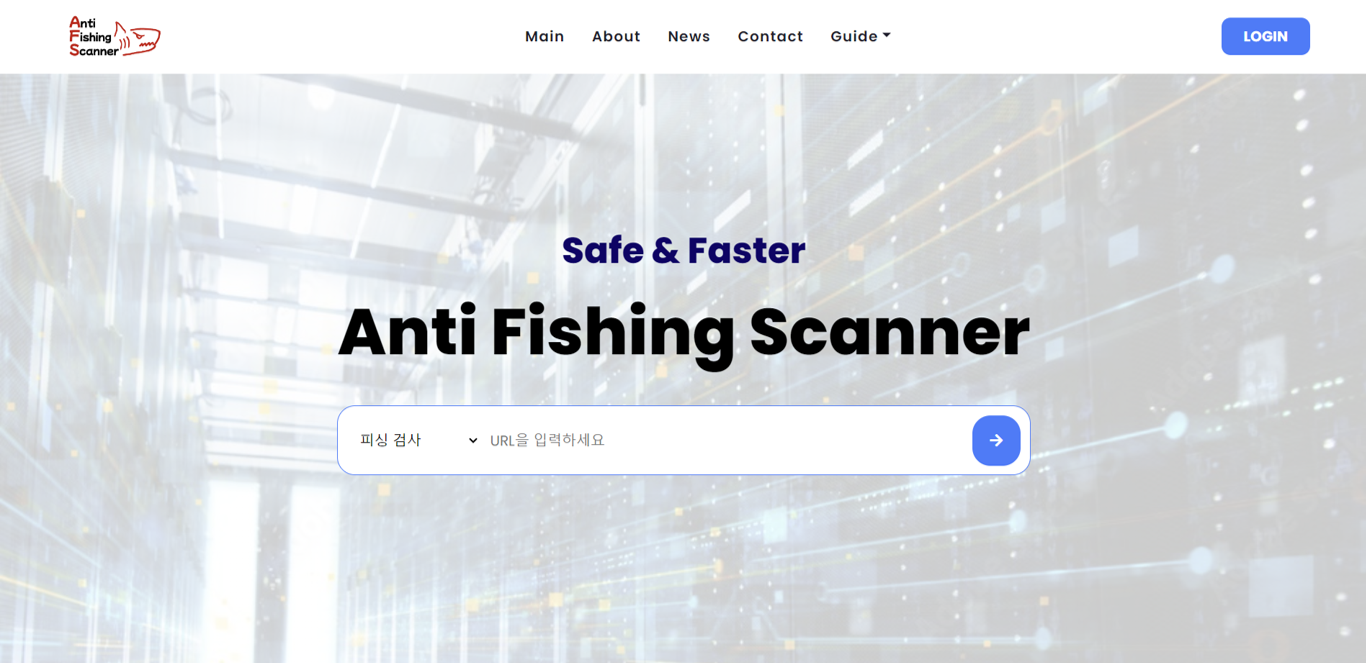 Anti
Fishing
Scanner
Main About News Contact Guide
LOGIN
Safe & Faster
Anti Fishing Scanner
피싱 검사 URL을 입력하세요